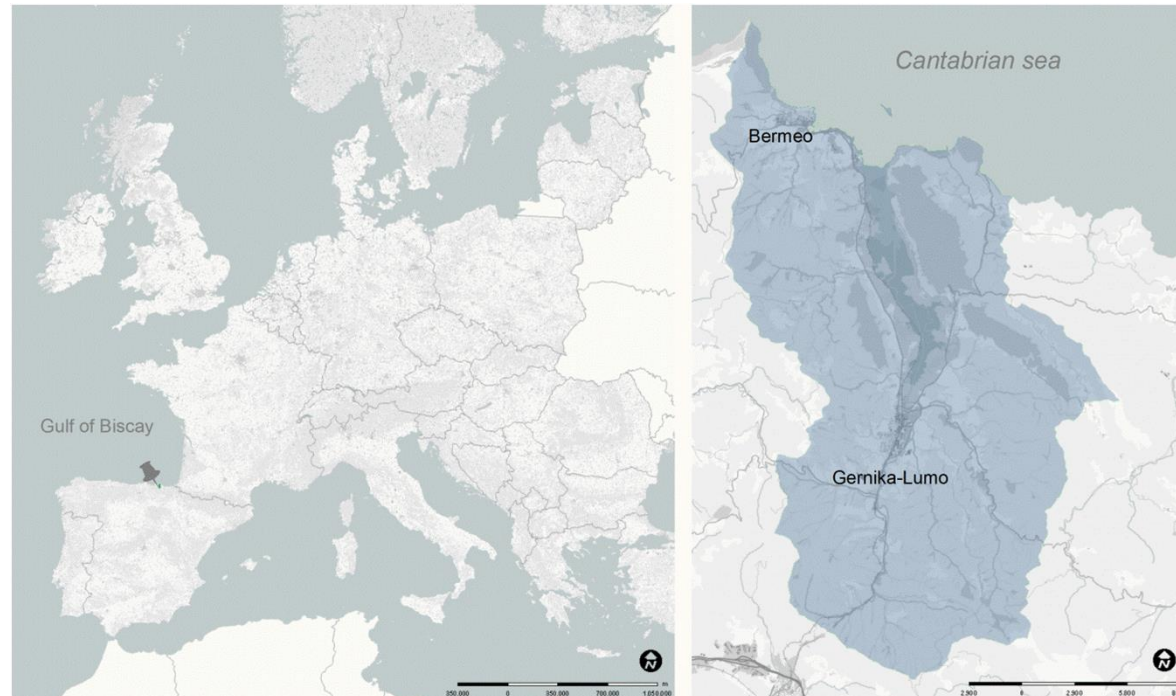 Cantabrian sea
Bermeo
Gulf of Biscay
Gernika-Lumo
N
350.000 0 350.000 700.000 1.050.000
N
2.900 0 2.900 5.800